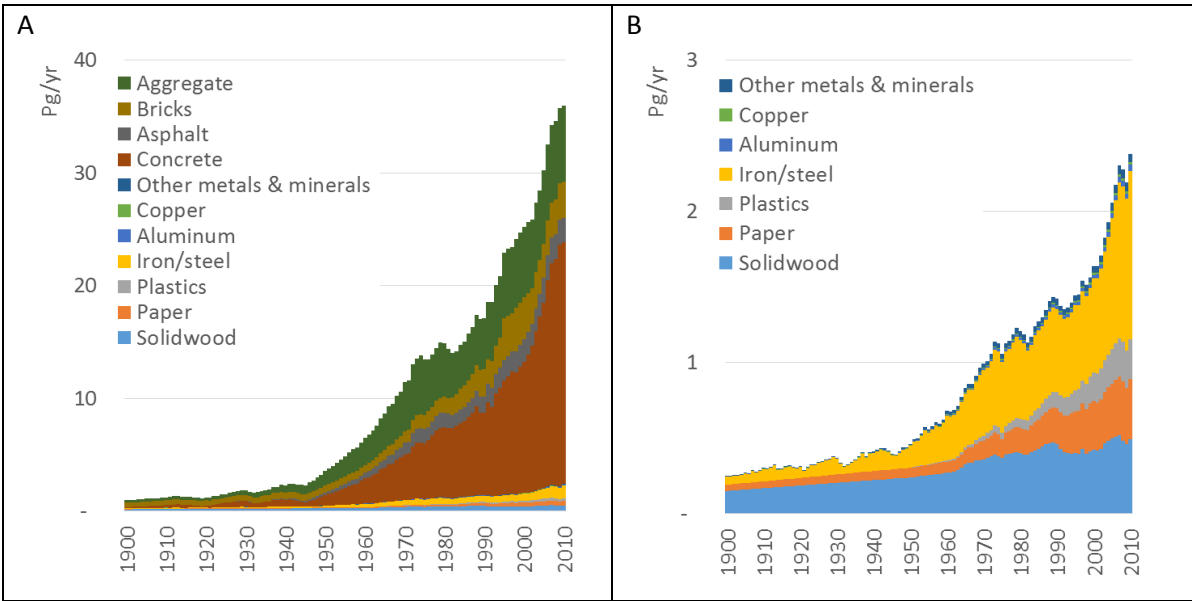 A
Pg/yr
40
30
20
10
-
Aggregate
Bricks
Asphalt
Concrete
Other metals & minerals
Copper
Aluminum
Iron/steel
Plastics
Paper
Solidwood
1900
1910
1920
1930
1940
1950
1960
1970
1980
1990
2000
2010
B
Pg/yr
3
2
1
-
Other metals & minerals
Copper
Aluminum
Iron/steel
Plastics
Paper
Solidwood
1900
1910
1920
1930
1940
1950
1960
1970
1980
1990
2000
2010